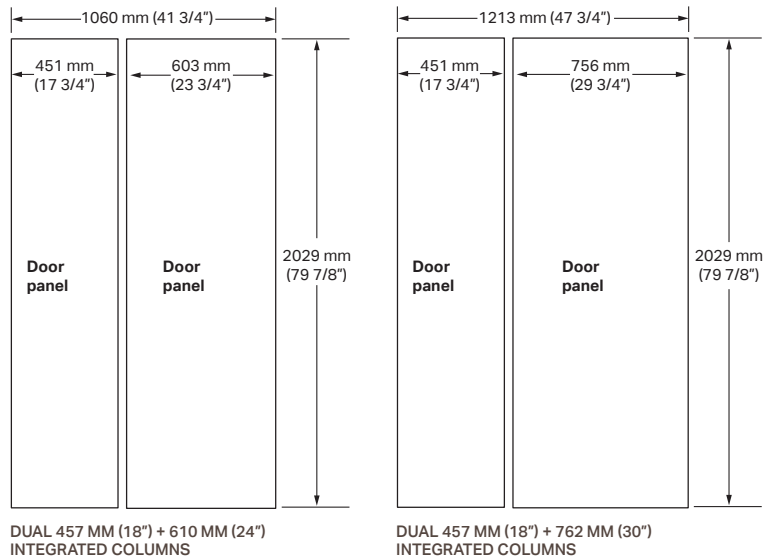 1060 mm (41 3/4”)
451 mm
(17 3/4”)
603 mm
(23 3/4”)
Door
panel
Door
panel
2029 mm
(79 7/8”)
DUAL 457 MM (18”) + 610 MM (24”)
INTEGRATED COLUMNS
1213 mm (47 3/4”)
451 mm
(17 3/4”)
756 mm
(29 3/4”)
Door
panel
Door
panel
2029 mm
(79 7/8”)
DUAL 457 MM (18”) + 762 MM (30”)
INTEGRATED COLUMNS